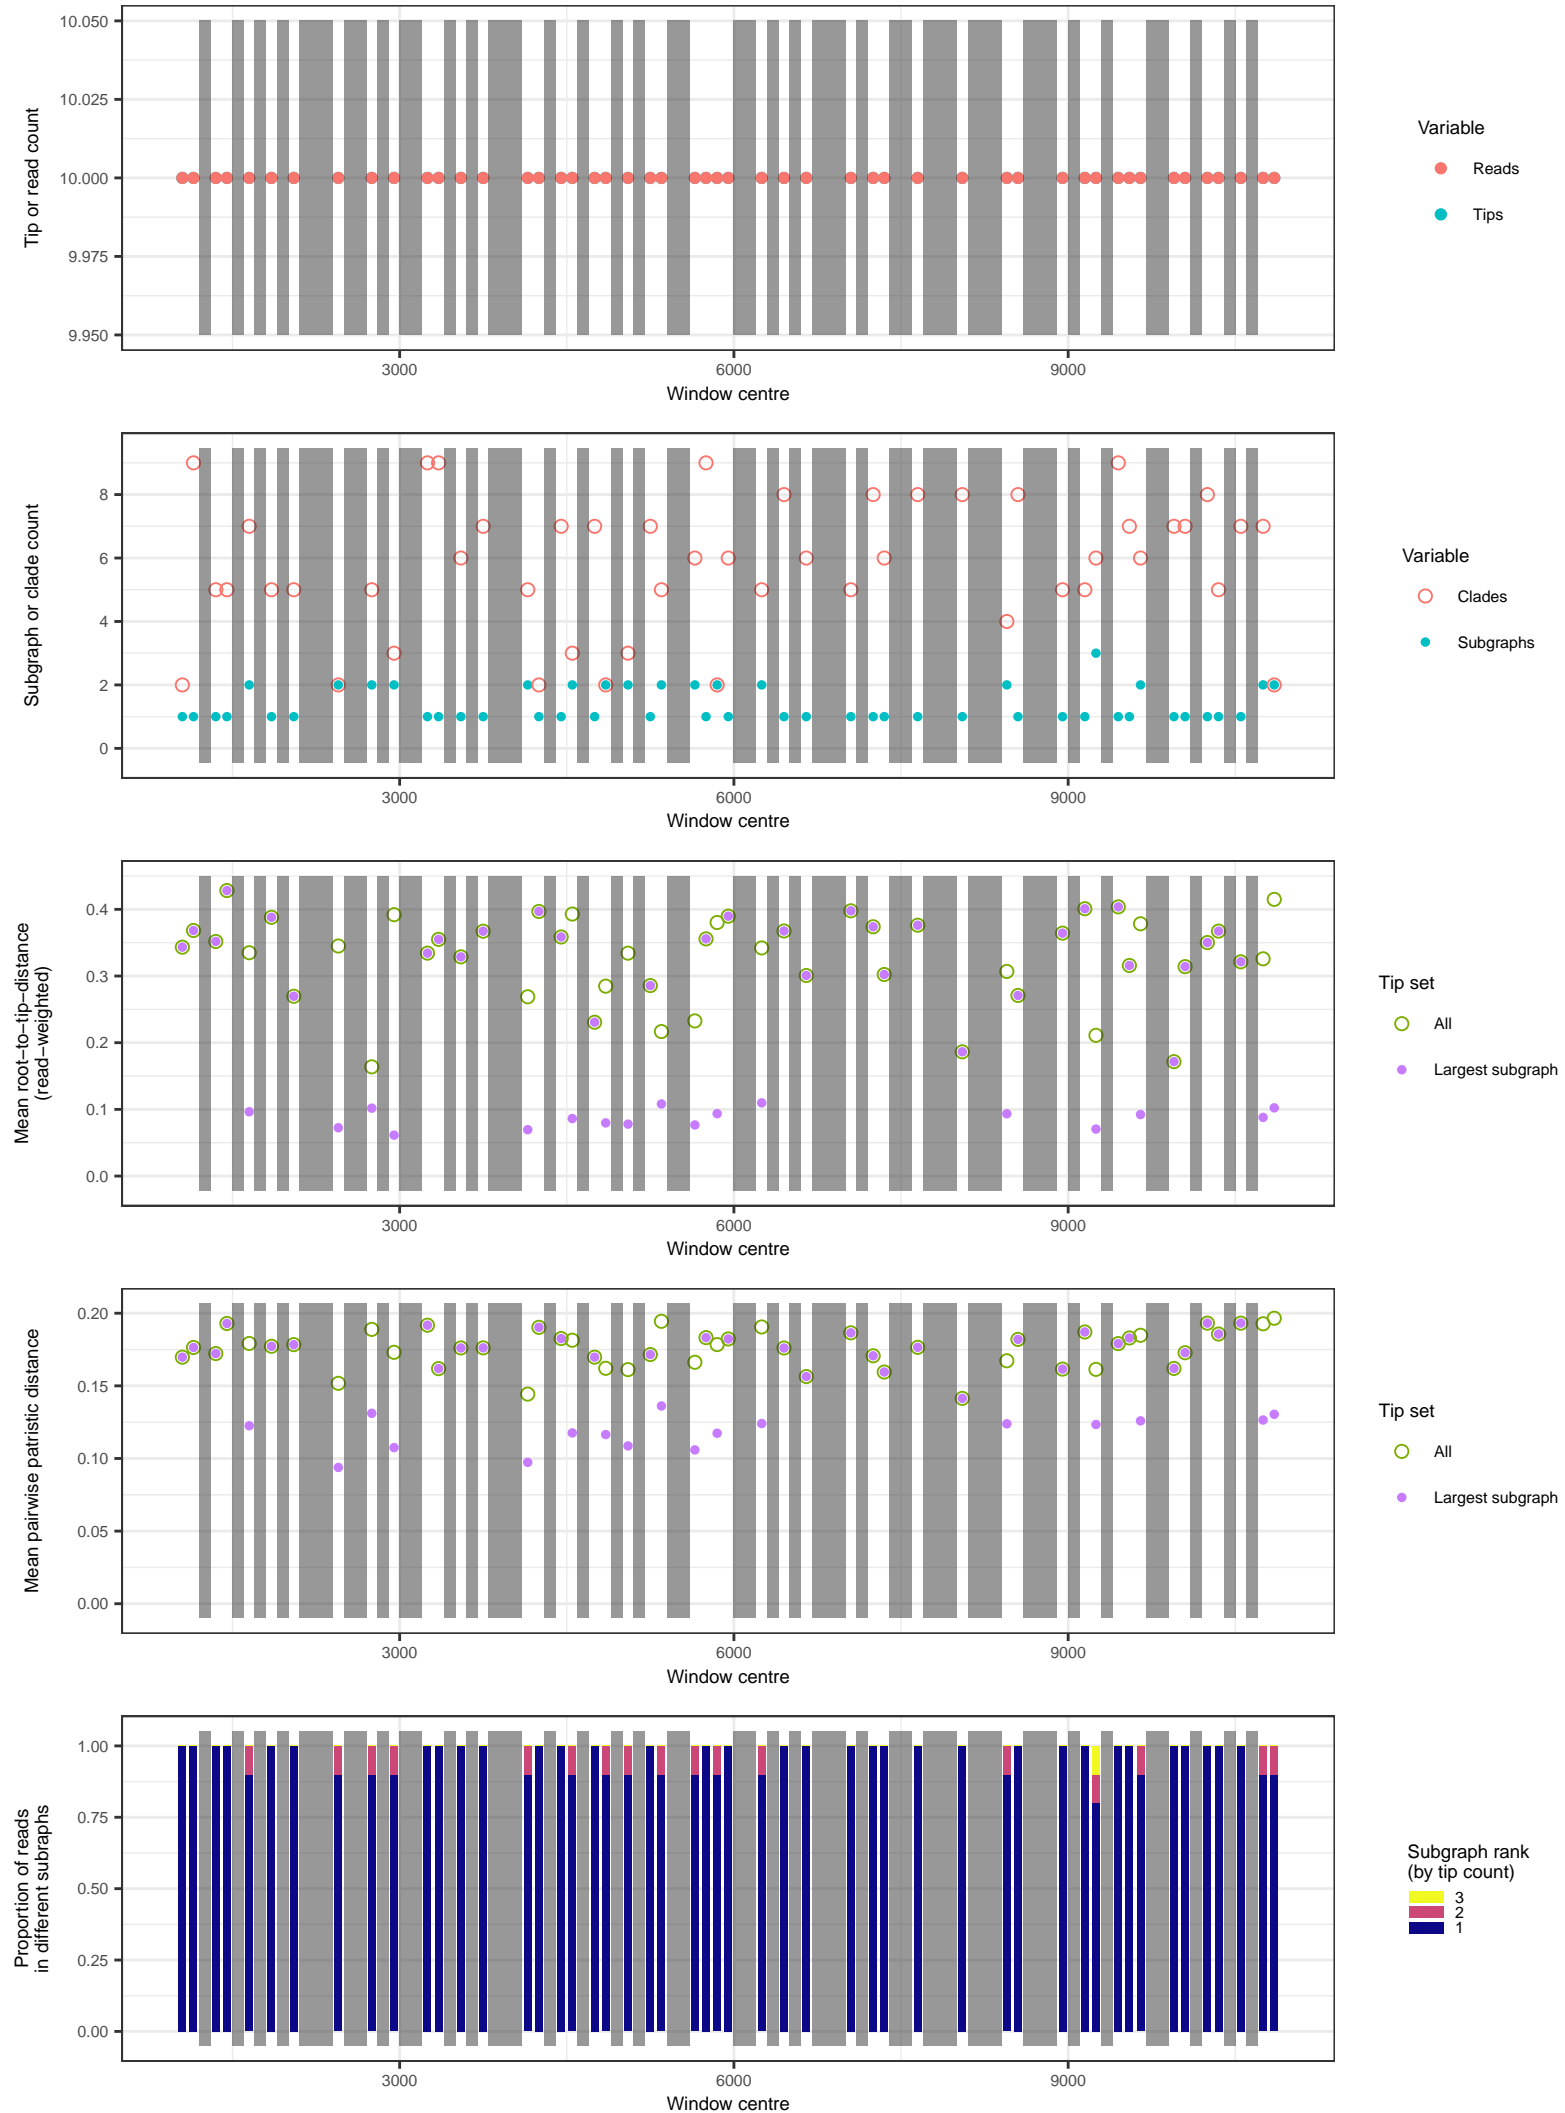 10.050
10.025
10.000
9.975
9.950
Tip or read count
3000 6000 9000
Window centre
Variable
Reads
Tips
8
6
4
2
0
Subgraph or clade count
3000 6000 9000
Window centre
Variable
Clades
Subgraphs
0.4
0.3
0.2
0.1
0.0
Mean root−to−tip−distance
(read−weighted)
3000 6000 9000
Window centre
Tip set
All
Largest subgraph
0.20
0.15
0.10
0.05
0.00
Mean pairwise patristic distance
3000 6000 9000
Window centre
Tip set
All
Largest subgraph
1.00
0.75
0.50
0.25
0.00
Proportion of reads
in different subraphs
3000 6000 9000
Window centre
Subgraph rank
(by tip count)
3
2
1